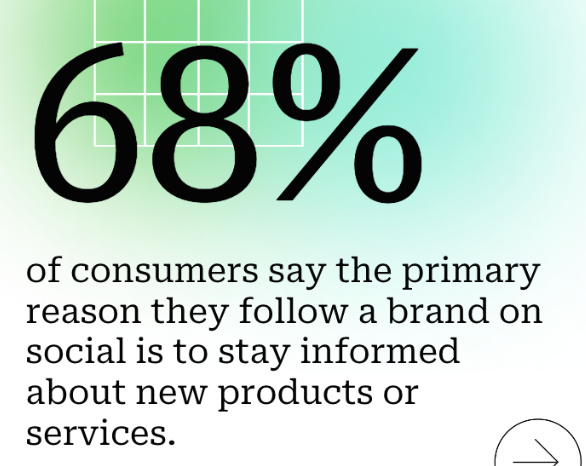 68%
of consumers say the primary
reason they follow a brand on
social is to stay informed
about new products or
services.